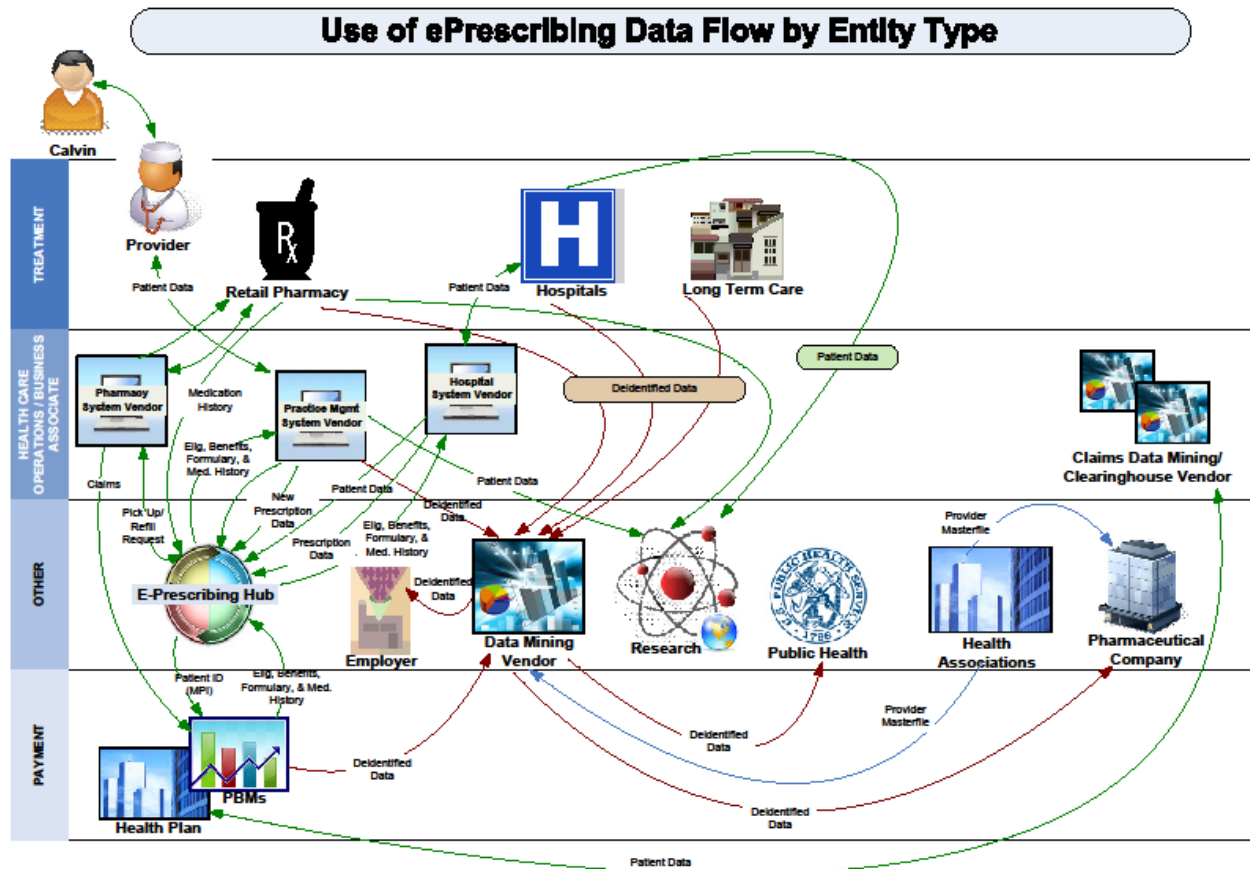 Use of ePrescribing Data Flow by Entity Type
Calvin
TREATMENT
Provider
Patient Data
Retail Pharmacy
Patient Data
Hospitals
Long Term Care
HEALTH CARE
OPERATIONS / BUSINESS
ASSOCIATE
Pharmacy
System Vendor
Medication
History
Practice Mgmt
System Vendor
Hospital
System Vendor
Deidentified Data
Patient Data
Claims Data Mining/
Clearinghouse Vendor
Claims
Elig, Benefits,
Formulary, &
Med. History
Pick Up/
Refill
Request
New
Prescription
Data
Patient Data
Patient Data
Deidentified
Data
Prescription
Data
Elig, Benefits,
Formulary, &
Med. History
OTHER
E-Prescribing Hub
Employer
Deidentified
Data
Data Mining
Vendor
Research
U.S. PUBLIC HEALTH SERVICE
1798
Public Health
Provider
Masterfile
Health
Associations
Pharmaceutical
Company
PAYMENT
Patient ID
(MPI)
Elig, Benefits,
Formulary, & Med.
History
PBMs
Health Plan
Deidentified
Data
Deidentified
Data
Provider
Masterfile
Deidentified
Data
Patient Data
H
Rx